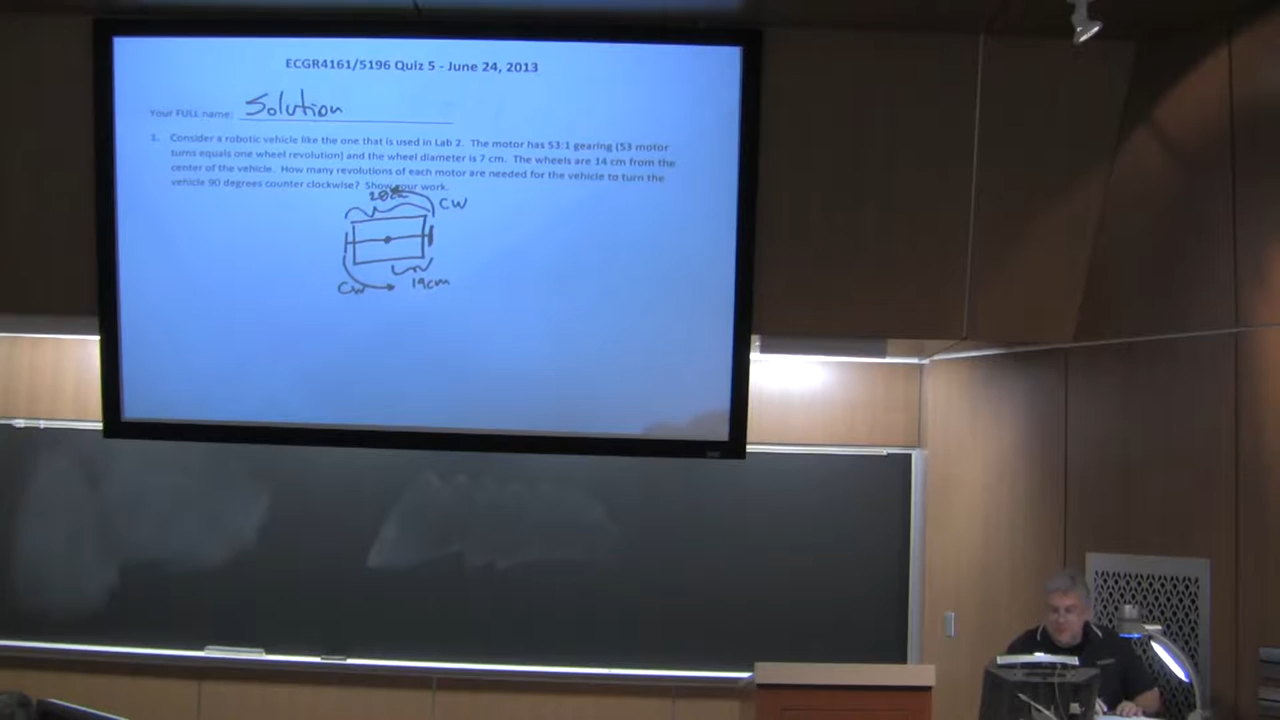 ECGR4161/5196 Quiz 5 - June 24, 2013
Your FULL name: Solution
1. Consider a robotic vehicle like the one that is used in Lab 2. The motor has 53:1 gearing (53 motor
turns equals one wheel revolution) and the wheel diameter is 7 cm. The wheels are 14 cm from the
center of the vehicle. How many revolutions of each motor are needed for the vehicle to turn the
vehicle 90 degrees counter clockwise? Show your work.
28cm
CW
CW
14cm